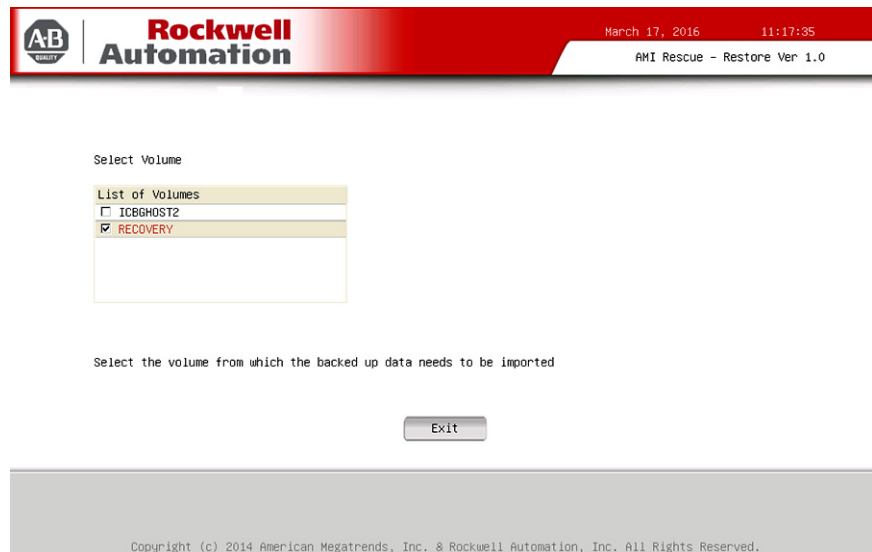 A·B
QUALITY
Rockwell
Automation
March 17, 2016 11:17:35
AMI Rescue - Restore Ver 1.0
Select Volume
List of Volumes
ICBGHOST2
RECOVERY
Select the volume from which the backed up data needs to be imported
Exit
Copyright (c) 2014 American Megatrends, Inc. & Rockwell Automation, Inc. All Rights Reserved.